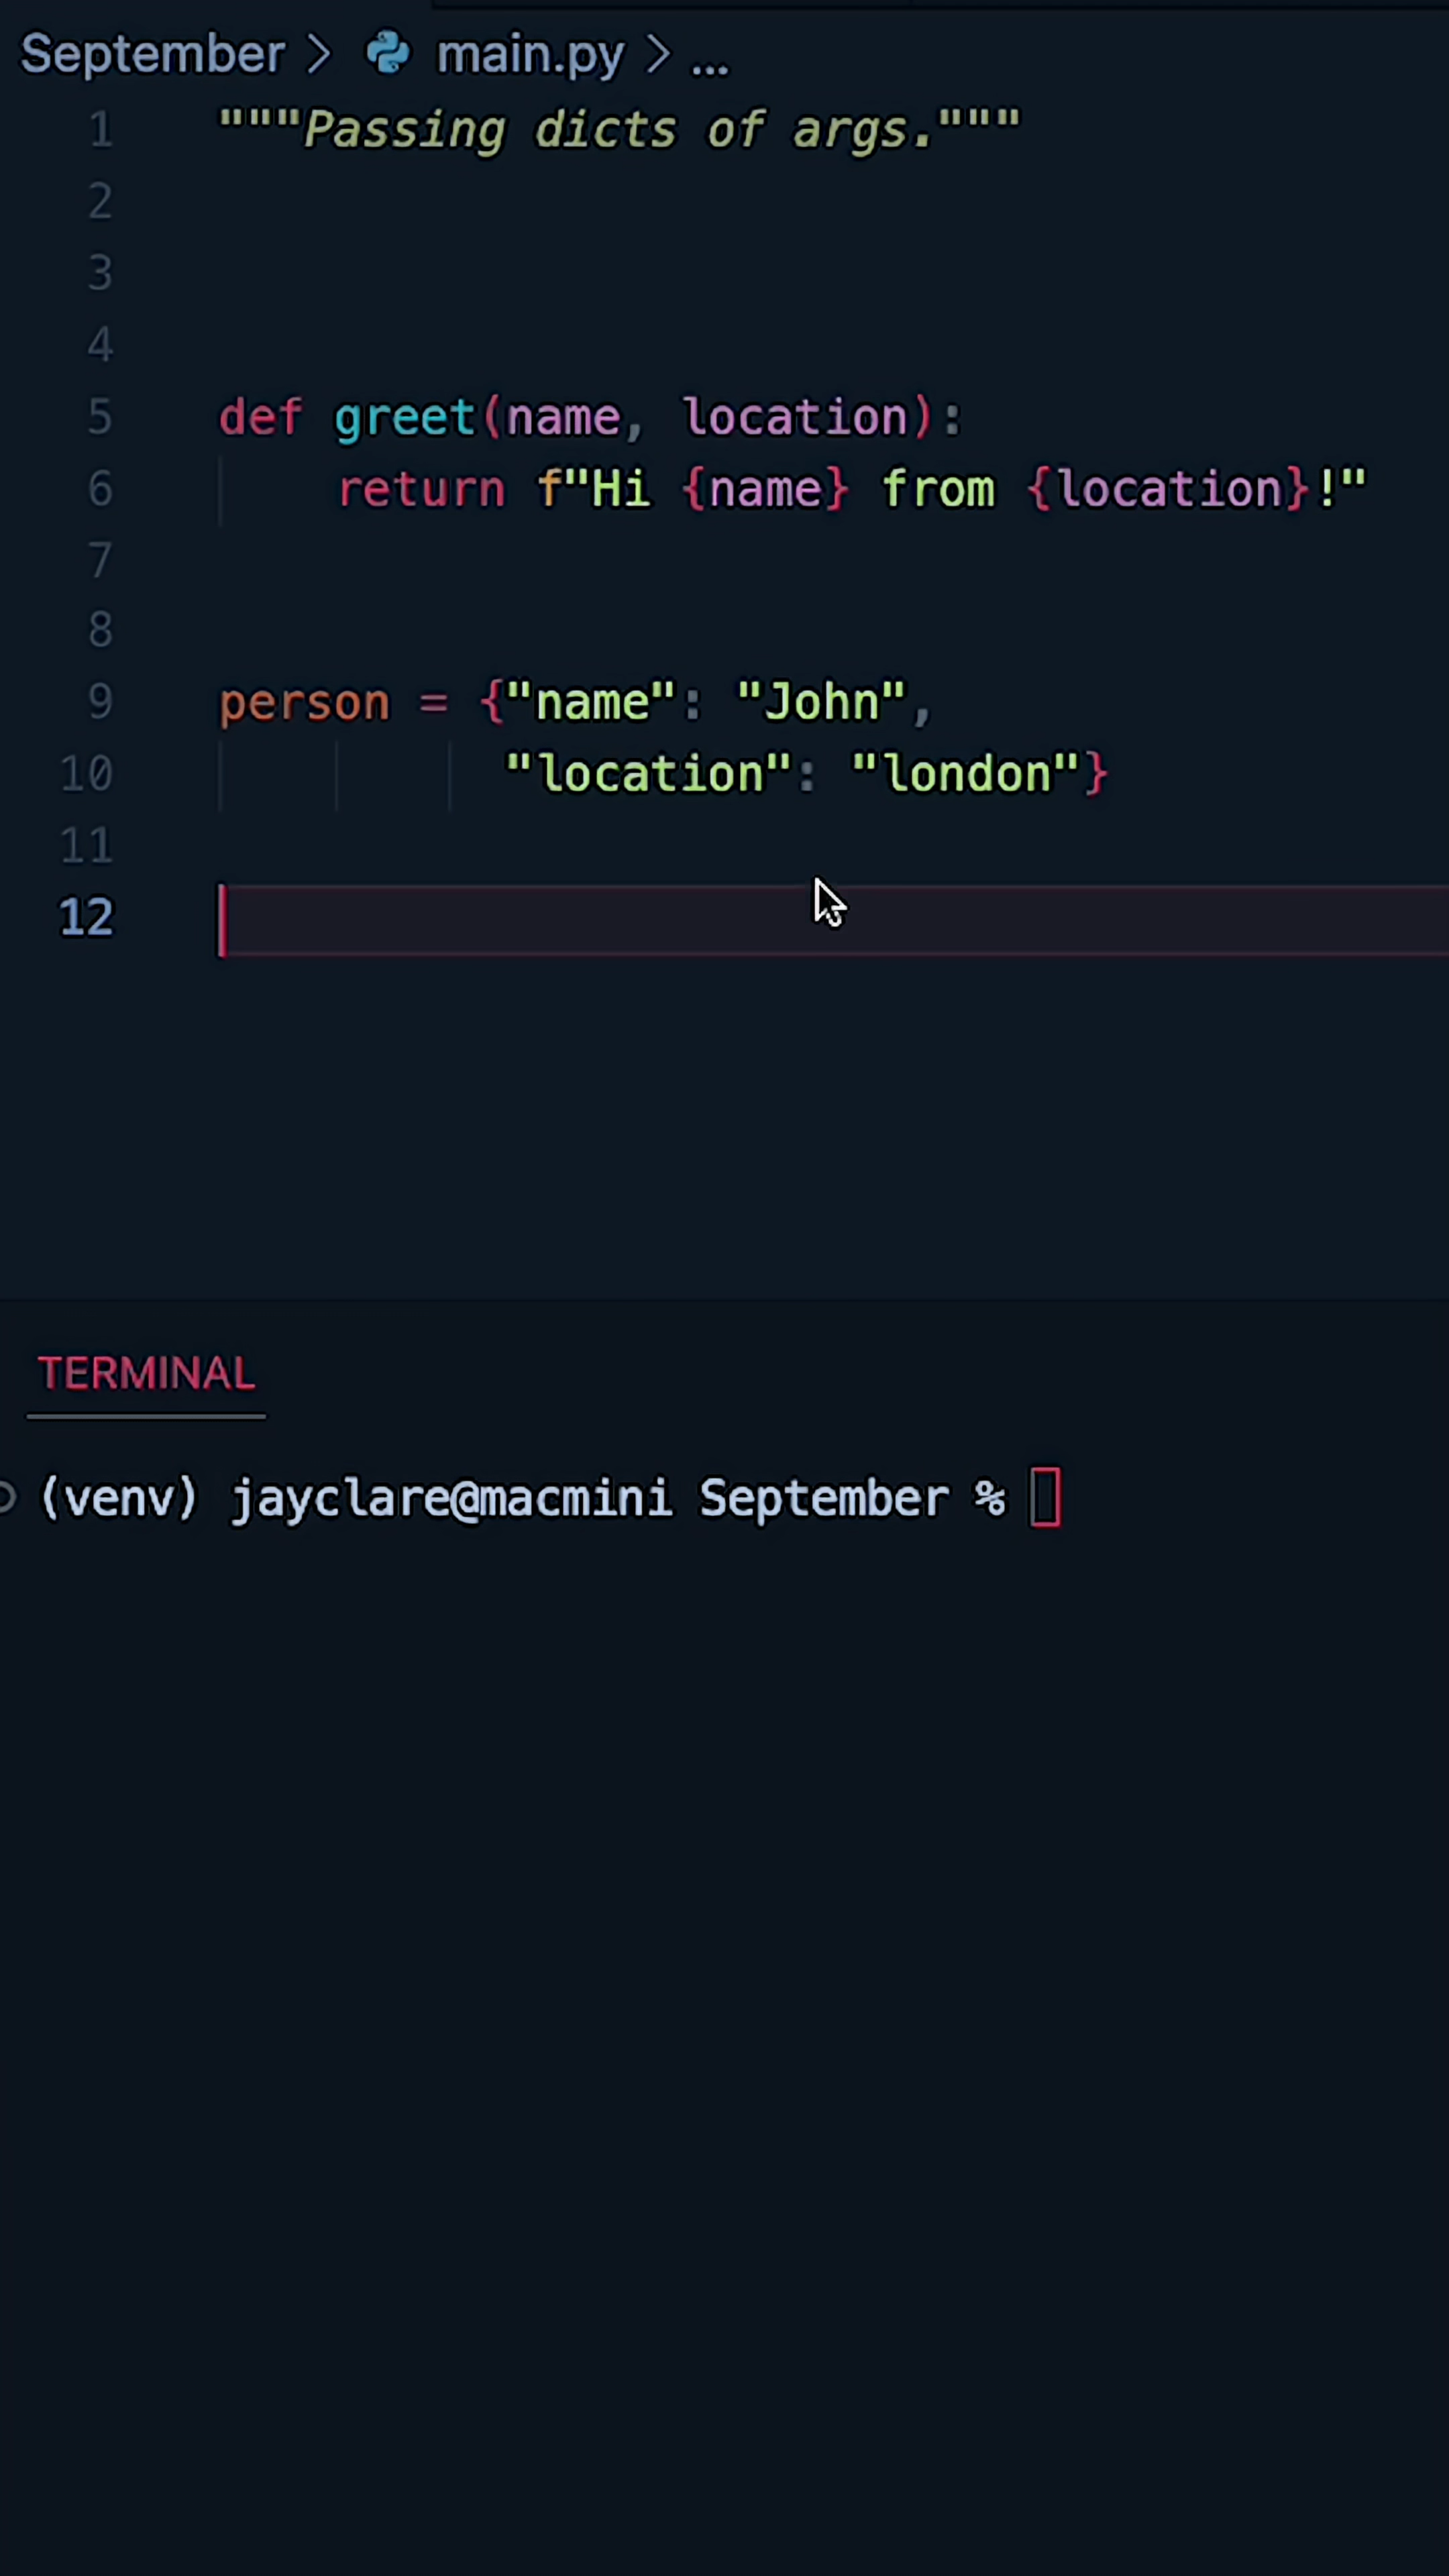 September > main.py > ...
1 """Passing dicts of args."""
2
3
4
5 def greet(name, location):
6     return f"Hi {name} from {location}!"
7
8
9 person = {"name": "John",
10           "location": "london"}
11
12
TERMINAL
(venv) jayclare@macmini September %